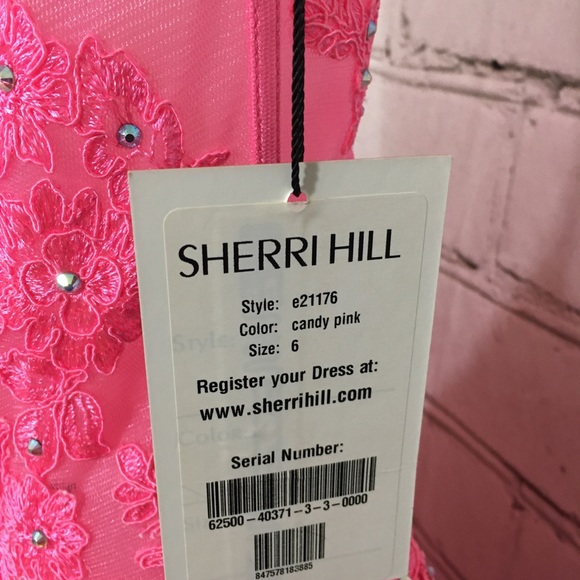 SHERRI HILL
Style: e21176
Color: candy pink
Size: 6
Register your Dress at:
www.sherrihill.com
Serial Number:
62500-40371-3-3-0000
847578183885